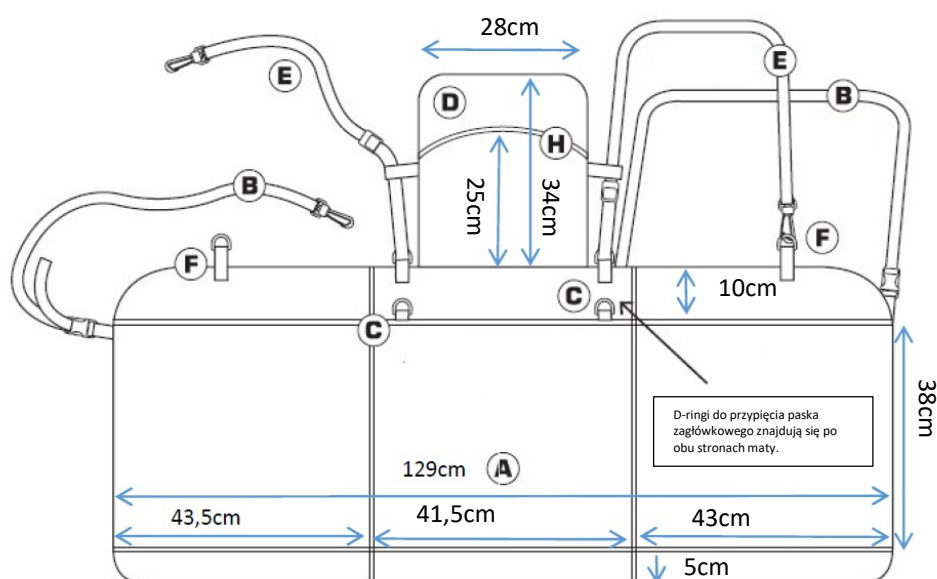 28cm
E
E
D
B
H
25cm
34cm
B
F
F
C
10cm
C
38cm
D-ringi do przypięcia paska
zagłówkowego znajdują się po
obu stronach maty.
129cm
A
43,5cm
41,5cm
43cm
5cm